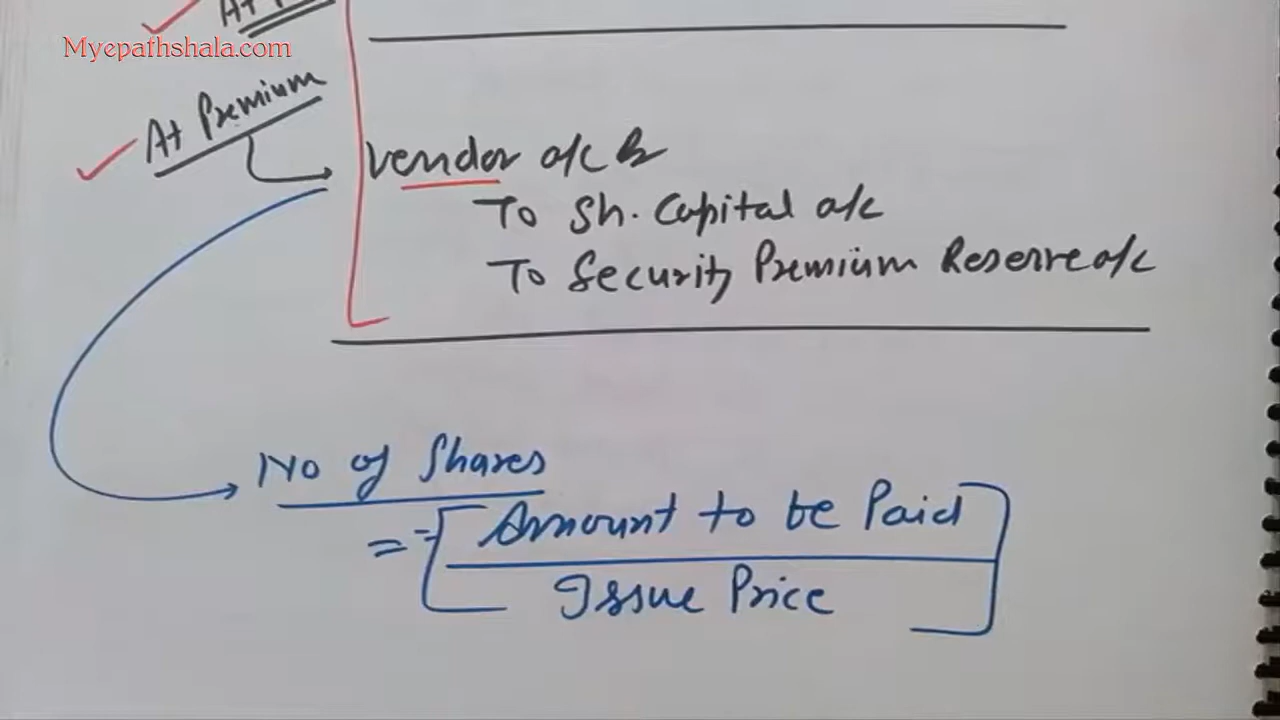 At
Myepathshala.com
At Premium
Vendor a/c Dr
To Sh. Capital a/c
To Security Premium Reserve a/c
No of Shares
= = [Amount to be Paid
Issue Price]